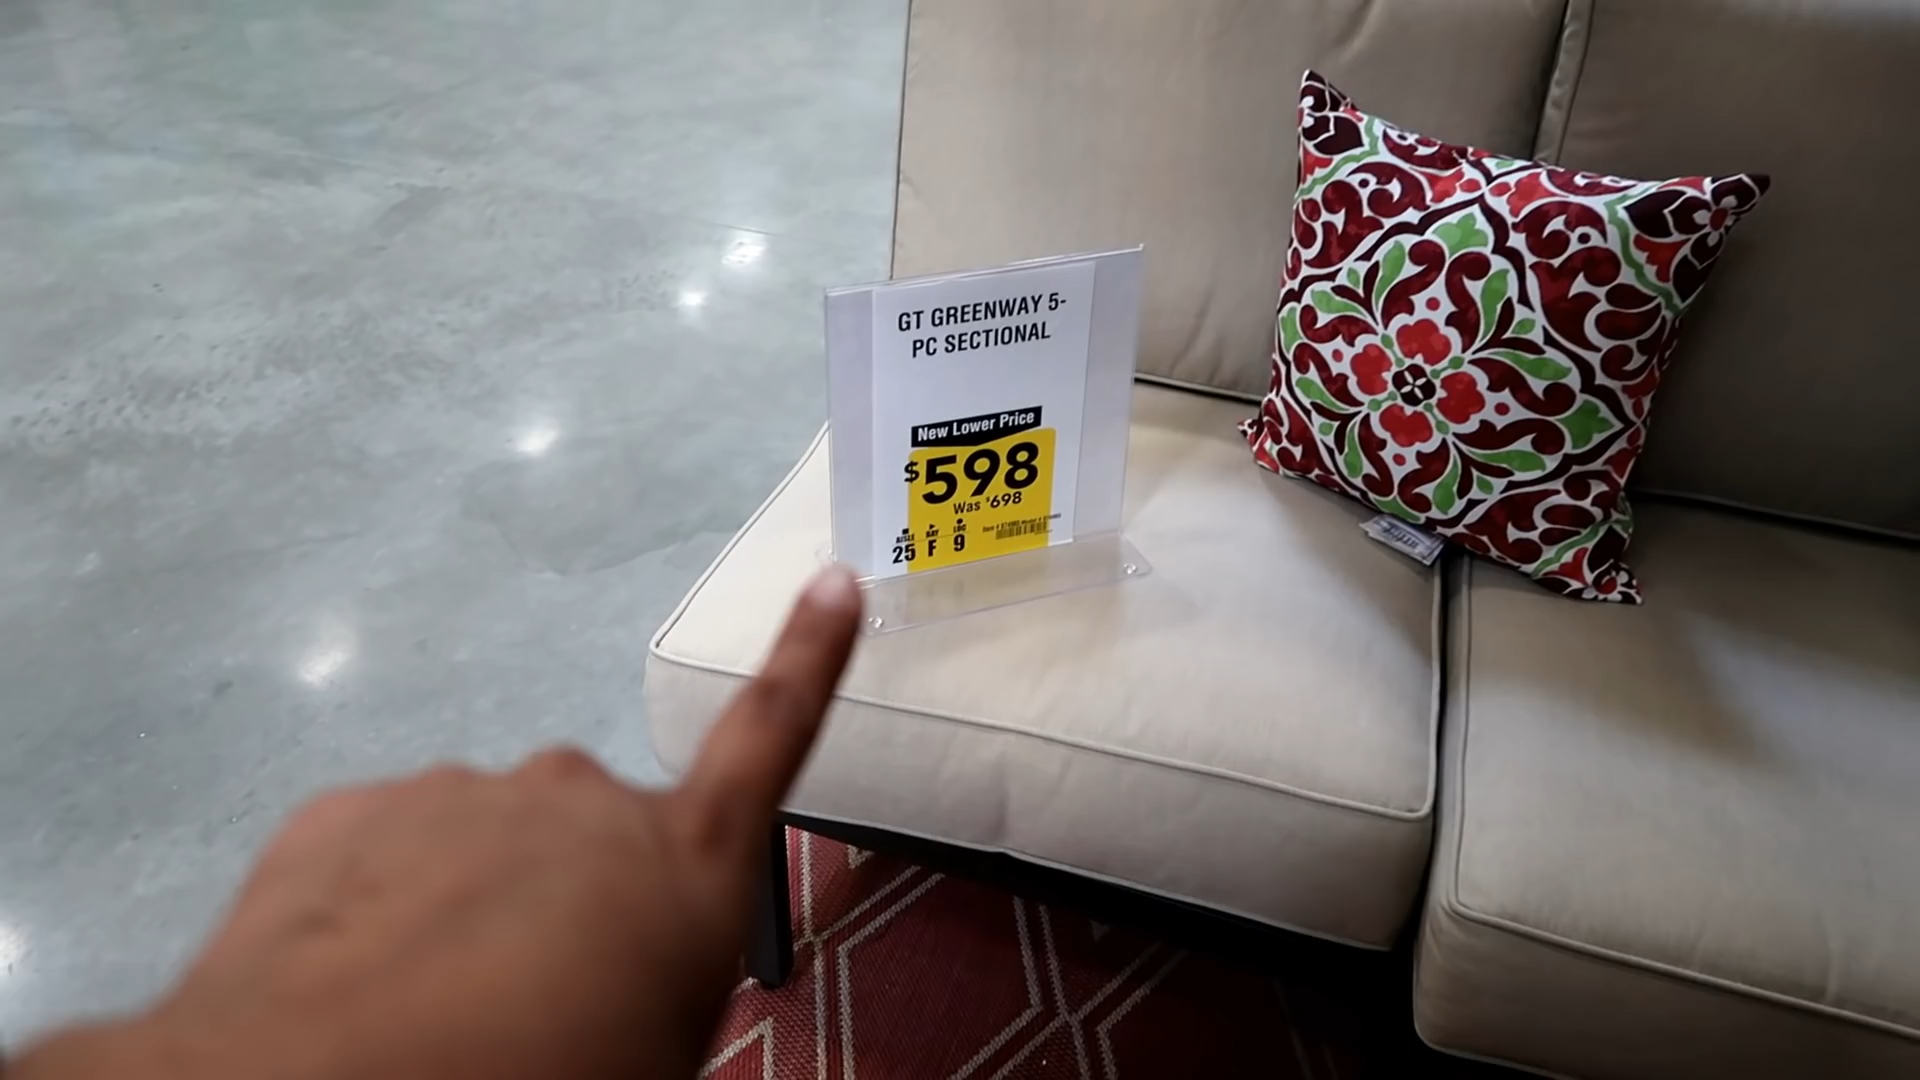 GT GREENWAY 5-
PC SECTIONAL
New Lower Price
$598
Was $698
AISLE BAY LOC
25 F 9